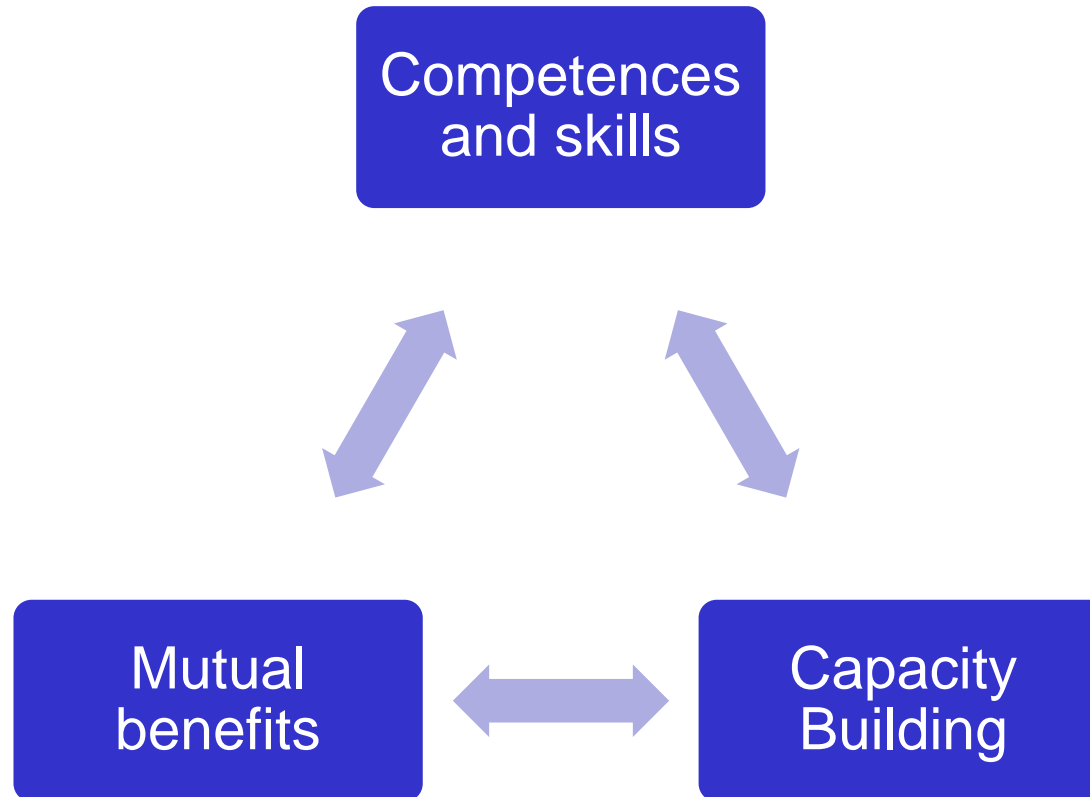 Competences
and skills
Mutual
benefits
Capacity
Building